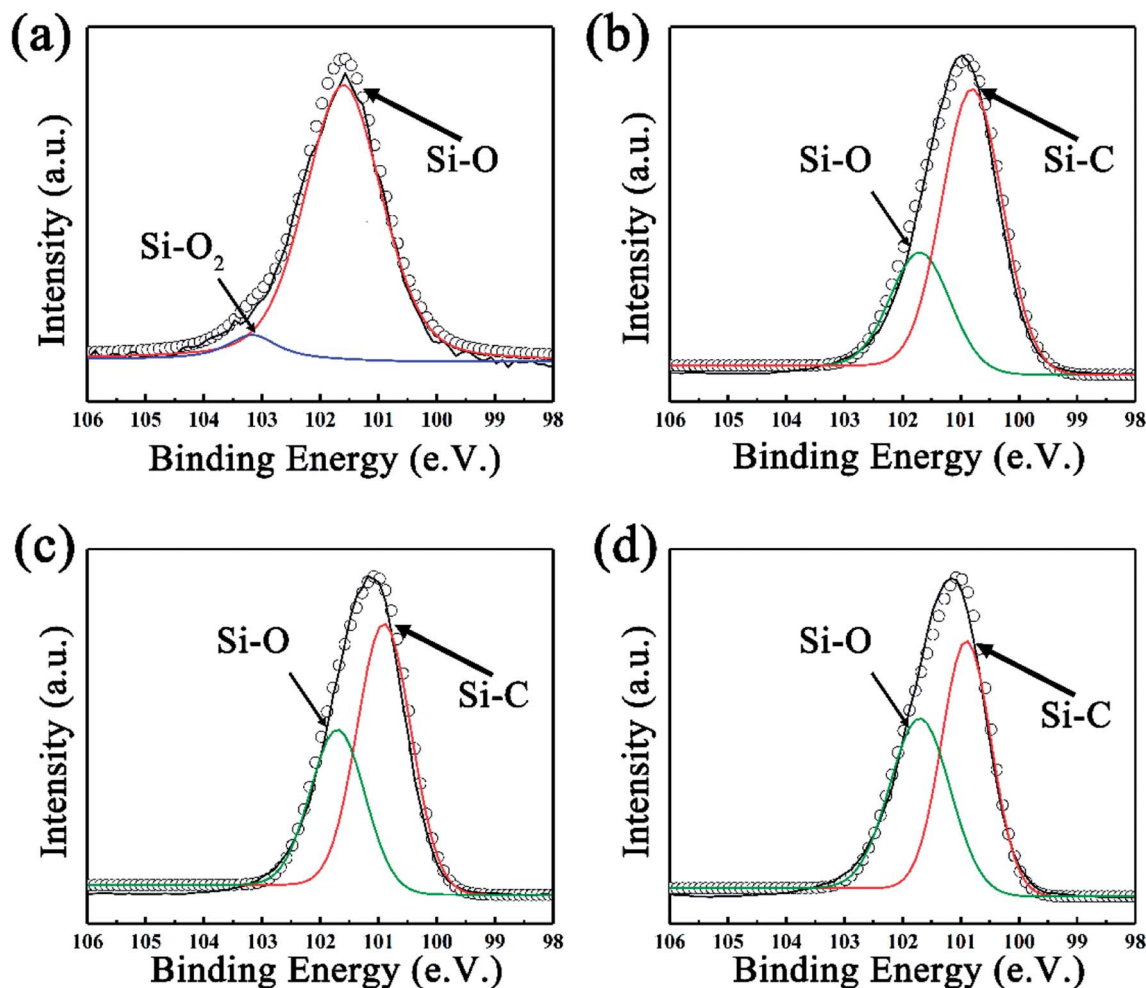 (a)
Si-O
Si-O₂
Intensity (a.u.)
106 105 104 103 102 101 100 99 98
Binding Energy (e.V.)
(b)
Si-O
Si-C
Intensity (a.u.)
106 105 104 103 102 101 100 99 98
Binding Energy (e.V.)
(c)
Si-O
Si-C
Intensity (a.u.)
106 105 104 103 102 101 100 99 98
Binding Energy (e.V.)
(d)
Si-O
Si-C
Intensity (a.u.)
106 105 104 103 102 101 100 99 98
Binding Energy (e.V.)